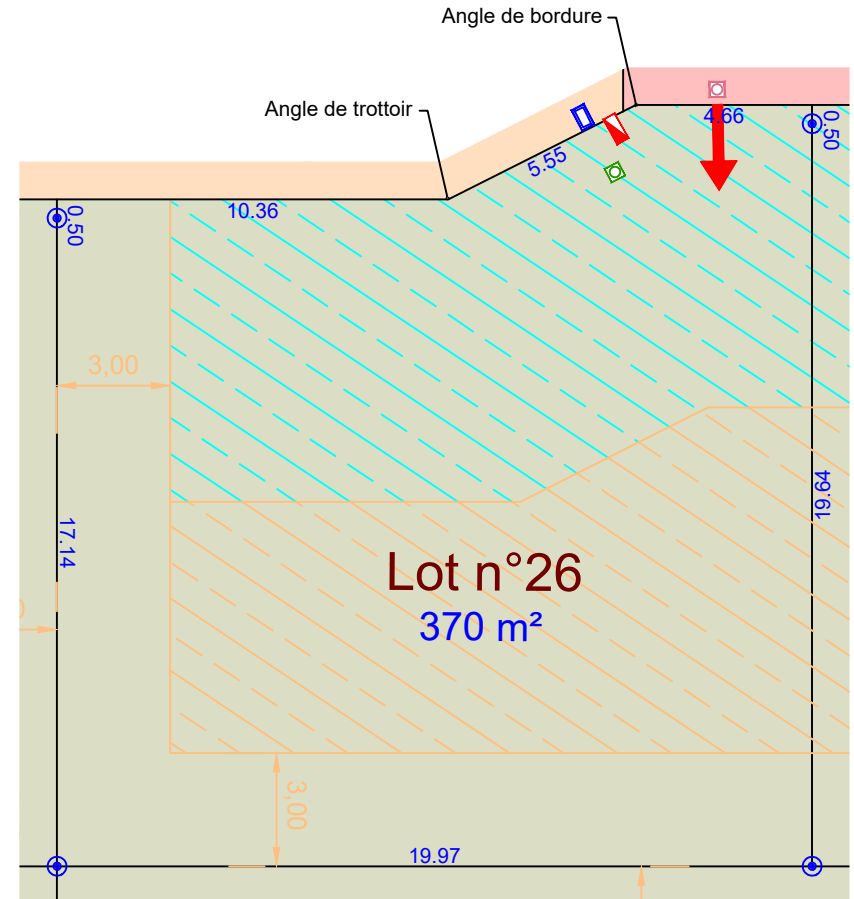 Angle de bordure
Angle de trottoir
4.66
0.50
5.55
10.36
0.50
3,00
19.64
17.14
Lot n°26
370 m²
3,00
19.97